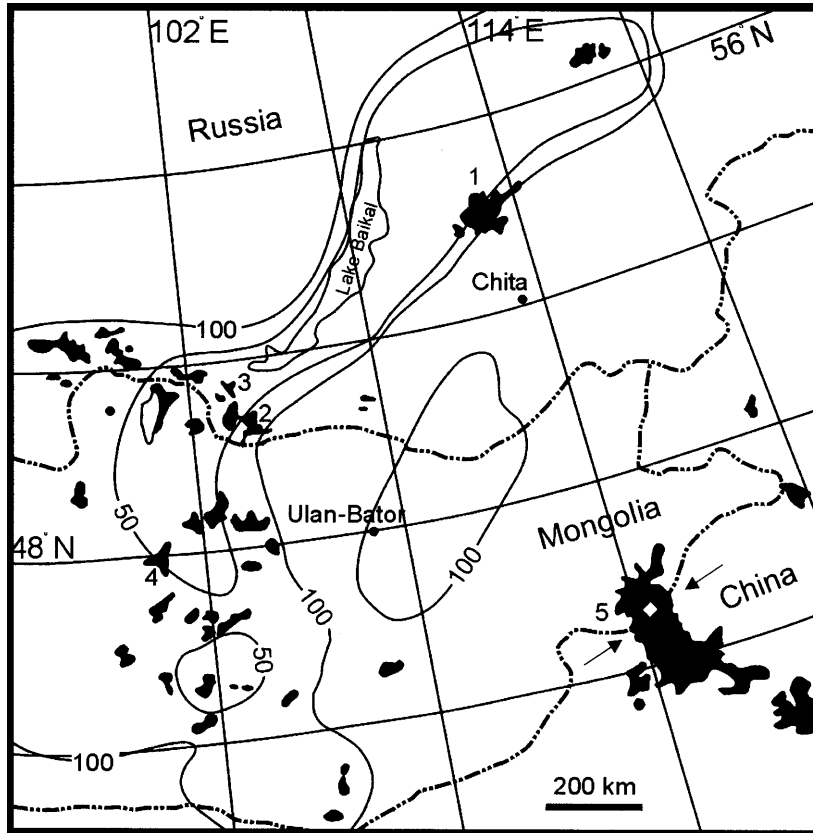 102° E
114° E
56° N
Russia
1
Lake Baikal
Chita
100
3
2
50
Ulan-Bator
48° N
Mongolia
100
4
China
100
5
50
100
200 km